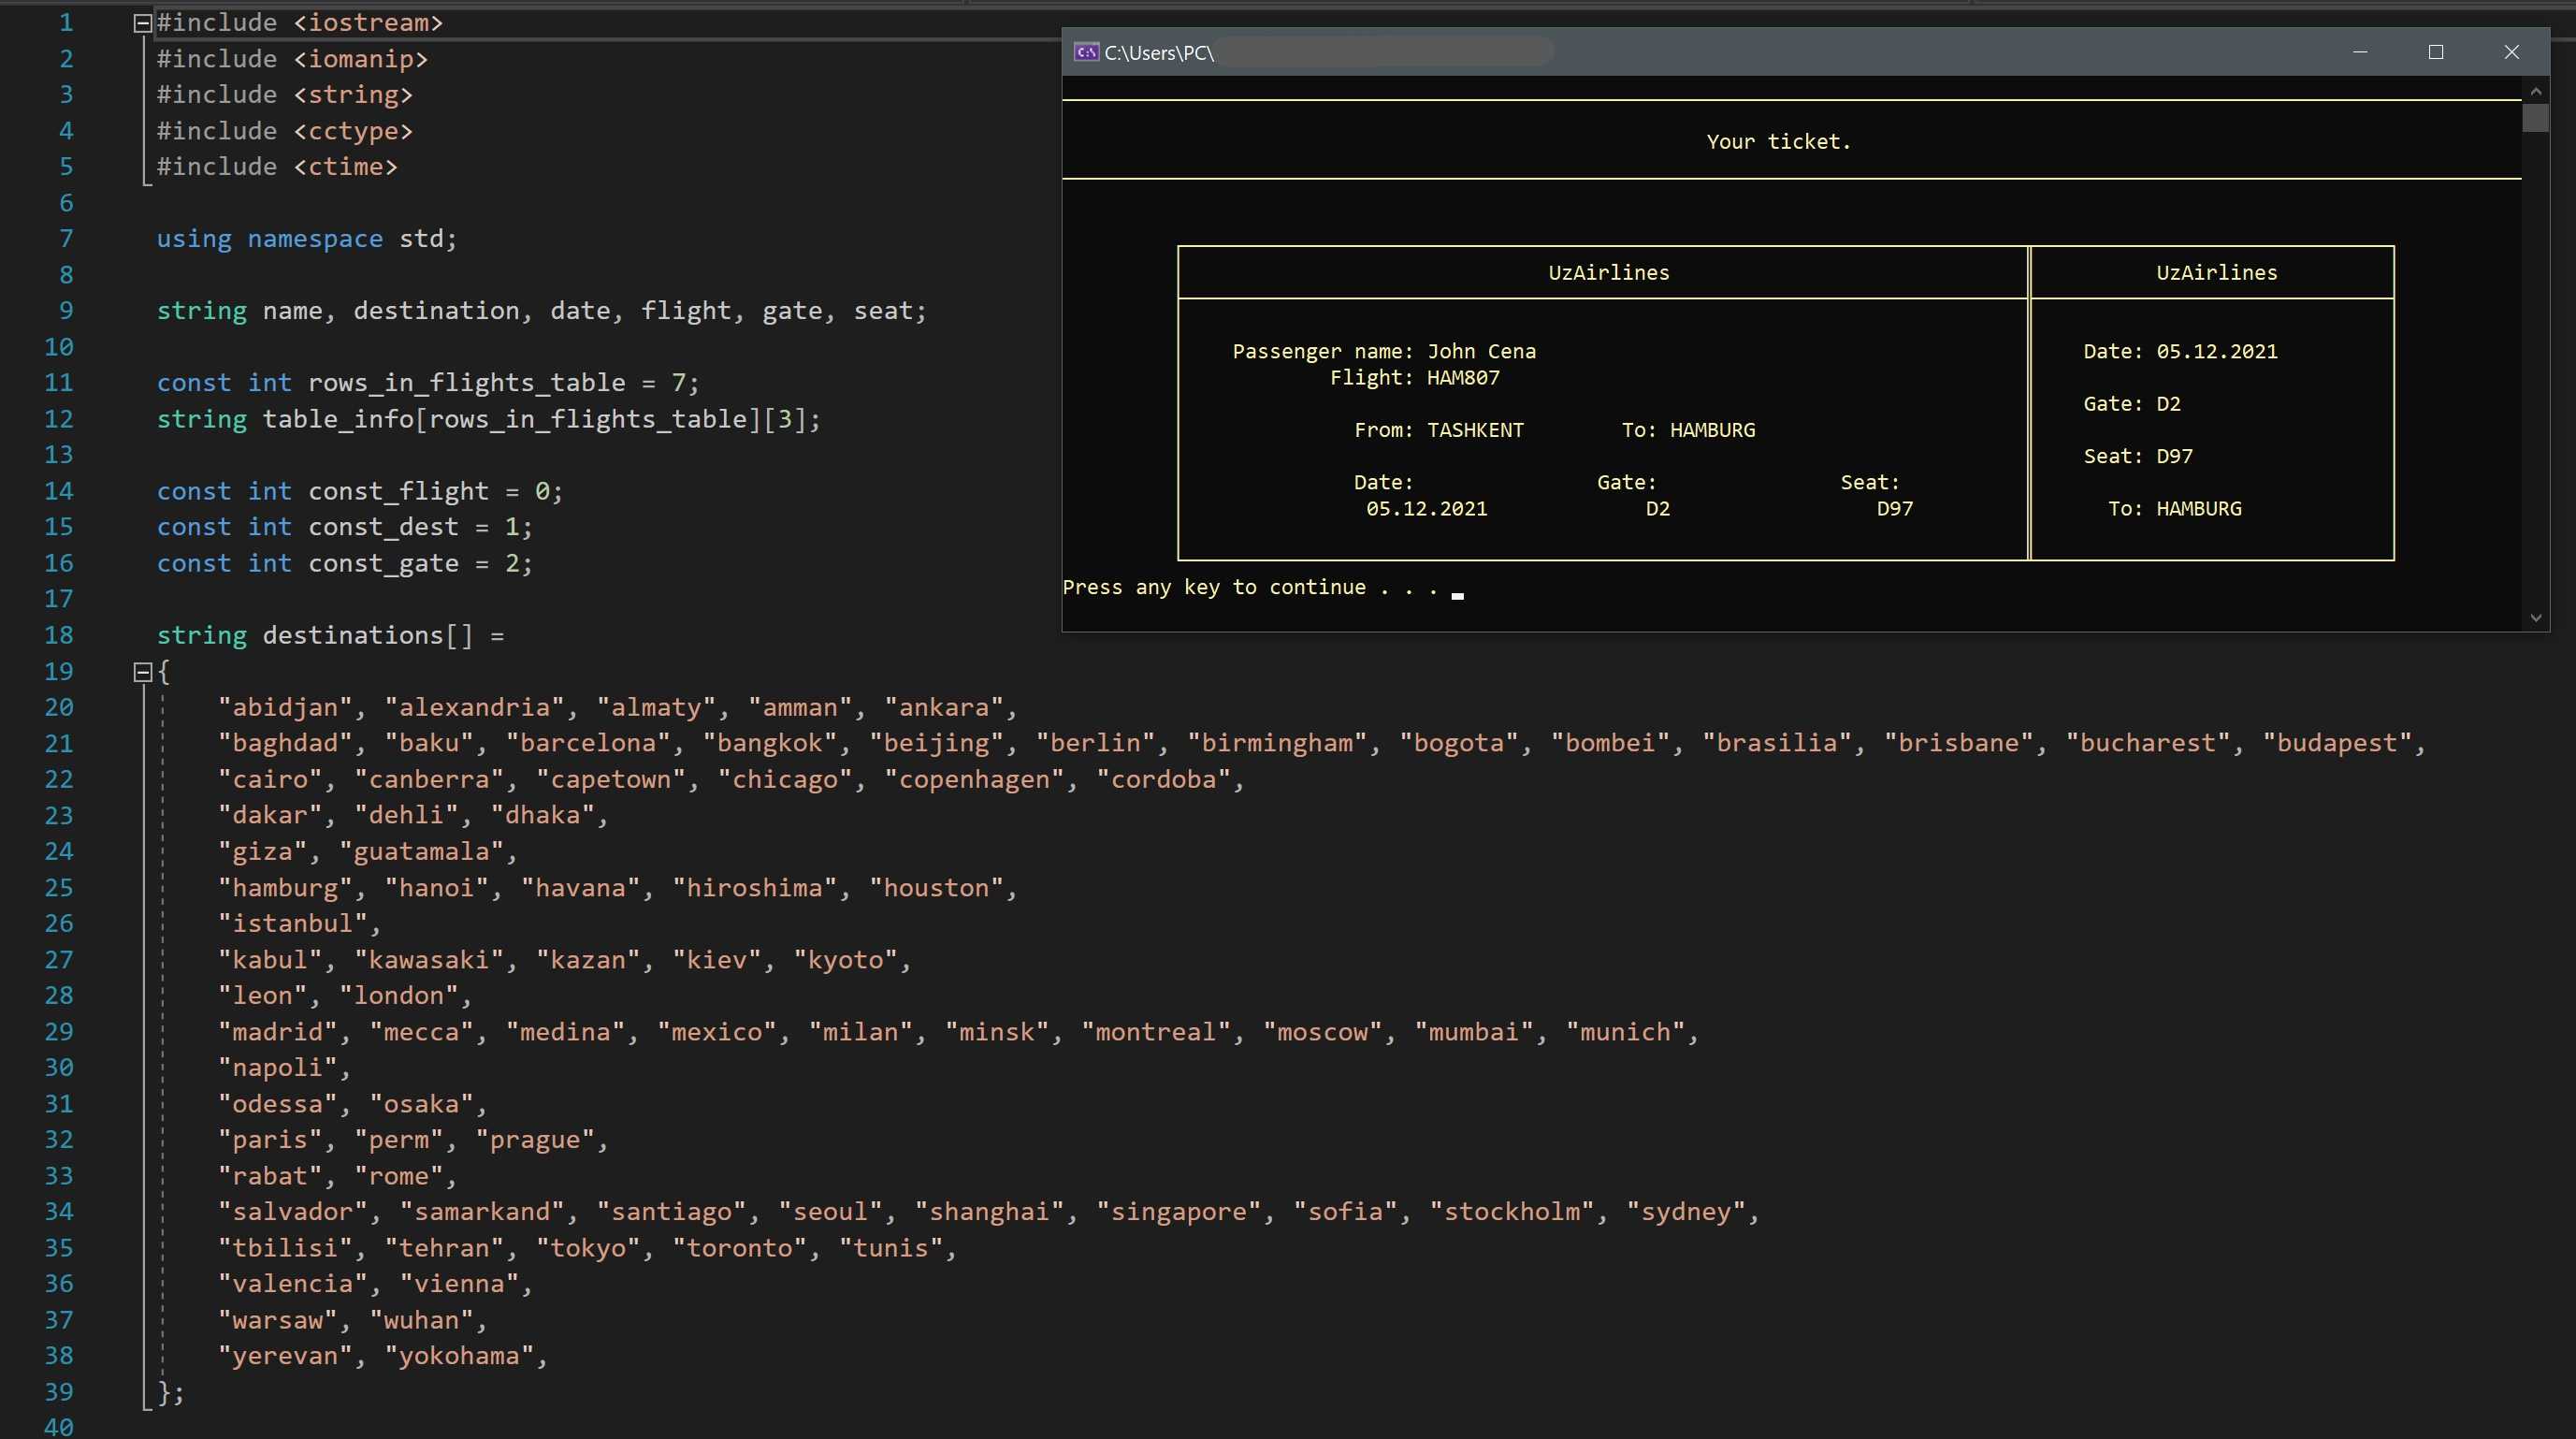 1 #include <iostream>
2 #include <iomanip>
3 #include <string>
4 #include <cctype>
5 #include <ctime>
6
7 using namespace std;
8
9 string name, destination, date, flight, gate, seat;
10
11 const int rows_in_flights_table = 7;
12 string table_info[rows_in_flights_table][3];
13
14 const int const_flight = 0;
15 const int const_dest = 1;
16 const int const_gate = 2;
17
18 string destinations[] =
19 {
20 "abidjan", "alexandria", "almaty", "amman", "ankara",
21 "baghdad", "baku", "barcelona", "bangkok", "beijing", "berlin", "birmingham", "bogota", "bombei", "brasilia", "brisbane", "bucharest", "budapest",
22 "cairo", "canberra", "capetown", "chicago", "copenhagen", "cordoba",
23 "dakar", "dehli", "dhaka",
24 "giza", "guatamala",
25 "hamburg", "hanoi", "havana", "hiroshima", "houston",
26 "istanbul",
27 "kabul", "kawasaki", "kazan", "kiev", "kyoto",
28 "leon", "london",
29 "madrid", "mecca", "medina", "mexico", "milan", "minsk", "montreal", "moscow", "mumbai", "munich",
30 "napoli",
31 "odessa", "osaka",
32 "paris", "perm", "prague",
33 "rabat", "rome",
34 "salvador", "samarkand", "santiago", "seoul", "shanghai", "singapore", "sofia", "stockholm", "sydney",
35 "tbilisi", "tehran", "tokyo", "toronto", "tunis",
36 "valencia", "vienna",
37 "warsaw", "wuhan",
38 "yerevan", "yokohama",
39 };
40
C:\Users\PC\
Your ticket.
UzAirlines UzAirlines
Passenger name: John Cena Date: 05.12.2021
Flight: HAM807
Gate: D2
From: TASHKENT To: HAMBURG
Seat: D97
Date: Gate: Seat:
05.12.2021 D2 D97 To: HAMBURG
Press any key to continue . . .